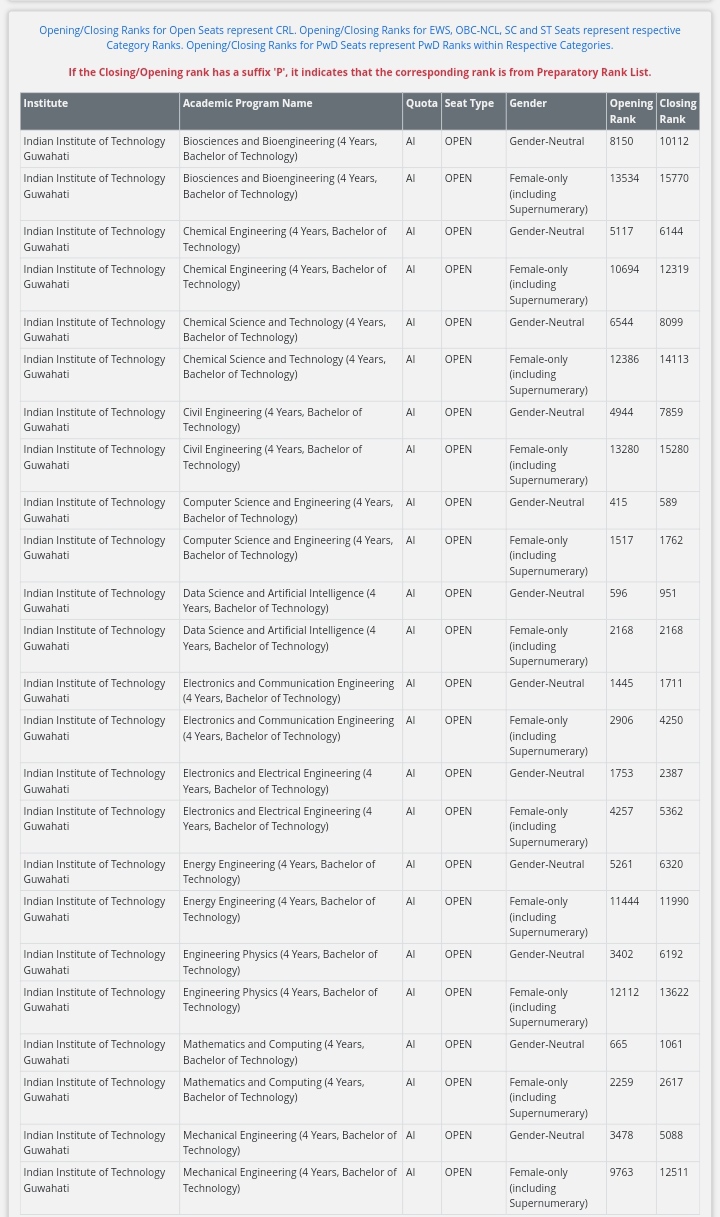 Opening/Closing Ranks for Open Seats represent CRL. Opening/Closing Ranks for EWS, OBC-NCL, SC and ST Seats represent respective
Category Ranks. Opening/Closing Ranks for PwD Seats represent PwD Ranks within Respective Categories.
If the Closing/Opening rank has a suffix 'P', it indicates that the corresponding rank is from Preparatory Rank List.
Institute Academic Program Name Quota Seat Type Gender Opening Closing
Rank Rank
Indian Institute of Technology Biosciences and Bioengineering (4 Years, AI OPEN Gender-Neutral 8150 10112
Guwahati Bachelor of Technology)
Indian Institute of Technology Biosciences and Bioengineering (4 Years, AI OPEN Female-only 13534 15770
Guwahati Bachelor of Technology) (including
Supernumerary)
Indian Institute of Technology Chemical Engineering (4 Years, Bachelor of AI OPEN Gender-Neutral 5117 6144
Guwahati Technology)
Indian Institute of Technology Chemical Engineering (4 Years, Bachelor of AI OPEN Female-only 10694 12319
Guwahati Technology) (including
Supernumerary)
Indian Institute of Technology Chemical Science and Technology (4 Years, AI OPEN Gender-Neutral 6544 8099
Guwahati Bachelor of Technology)
Indian Institute of Technology Chemical Science and Technology (4 Years, AI OPEN Female-only 12386 14113
Guwahati Bachelor of Technology) (including
Supernumerary)
Indian Institute of Technology Civil Engineering (4 Years, Bachelor of AI OPEN Gender-Neutral 4944 7859
Guwahati Technology)
Indian Institute of Technology Civil Engineering (4 Years, Bachelor of AI OPEN Female-only 13280 15280
Guwahati Technology) (including
Supernumerary)
Indian Institute of Technology Computer Science and Engineering (4 Years, AI OPEN Gender-Neutral 415 589
Guwahati Bachelor of Technology)
Indian Institute of Technology Computer Science and Engineering (4 Years, AI OPEN Female-only 1517 1762
Guwahati Bachelor of Technology) (including
Supernumerary)
Indian Institute of Technology Data Science and Artificial Intelligence (4 AI OPEN Gender-Neutral 596 951
Guwahati Years, Bachelor of Technology)
Indian Institute of Technology Data Science and Artificial Intelligence (4 AI OPEN Female-only 2168 2168
Guwahati Years, Bachelor of Technology) (including
Supernumerary)
Indian Institute of Technology Electronics and Communication Engineering AI OPEN Gender-Neutral 1445 1711
Guwahati (4 Years, Bachelor of Technology)
Indian Institute of Technology Electronics and Communication Engineering AI OPEN Female-only 2906 4250
Guwahati (4 Years, Bachelor of Technology) (including
Supernumerary)
Indian Institute of Technology Electronics and Electrical Engineering (4 AI OPEN Gender-Neutral 1753 2387
Guwahati Years, Bachelor of Technology)
Indian Institute of Technology Electronics and Electrical Engineering (4 AI OPEN Female-only 4257 5362
Guwahati Years, Bachelor of Technology) (including
Supernumerary)
Indian Institute of Technology Energy Engineering (4 Years, Bachelor of AI OPEN Gender-Neutral 5261 6320
Guwahati Technology)
Indian Institute of Technology Energy Engineering (4 Years, Bachelor of AI OPEN Female-only 11444 11990
Guwahati Technology) (including
Supernumerary)
Indian Institute of Technology Engineering Physics (4 Years, Bachelor of AI OPEN Gender-Neutral 3402 6192
Guwahati Technology)
Indian Institute of Technology Engineering Physics (4 Years, Bachelor of AI OPEN Female-only 12112 13622
Guwahati Technology) (including
Supernumerary)
Indian Institute of Technology Mathematics and Computing (4 Years, AI OPEN Gender-Neutral 665 1061
Guwahati Bachelor of Technology)
Indian Institute of Technology Mathematics and Computing (4 Years, AI OPEN Female-only 2259 2617
Guwahati Bachelor of Technology) (including
Supernumerary)
Indian Institute of Technology Mechanical Engineering (4 Years, Bachelor of AI OPEN Gender-Neutral 3478 5088
Guwahati Technology)
Indian Institute of Technology Mechanical Engineering (4 Years, Bachelor of AI OPEN Female-only 9763 12511
Guwahati Technology) (including
Supernumerary)